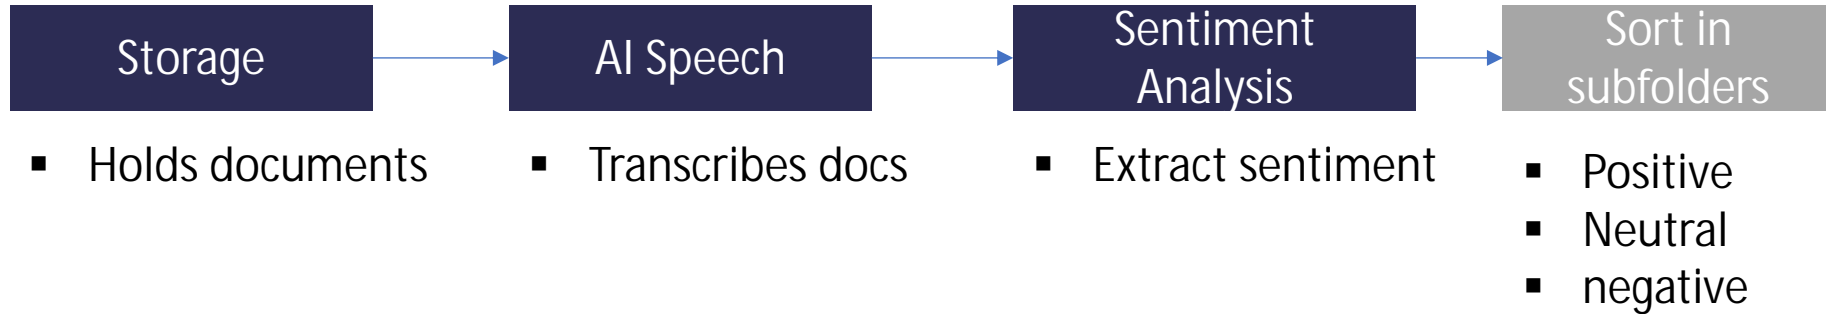 Storage
AI Speech
Sentiment
Analysis
Sort in
subfolders
▪ Holds documents
▪ Transcribes docs
▪ Extract sentiment
▪ Positive
▪ Neutral
▪ negative